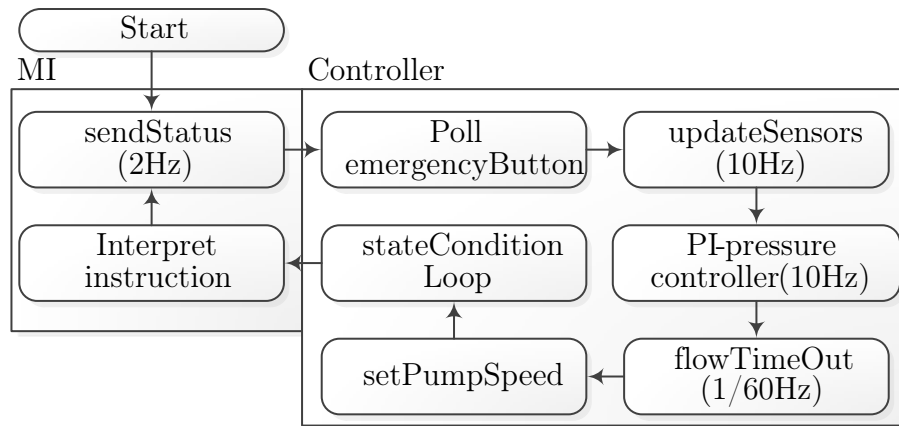 Start
MI
Controller
sendStatus
(2Hz)
Poll
emergencyButton
updateSensors
(10Hz)
Interpret
instruction
stateCondition
Loop
PI-pressure
controller(10Hz)
setPumpSpeed
flowTimeOut
(1/60Hz)